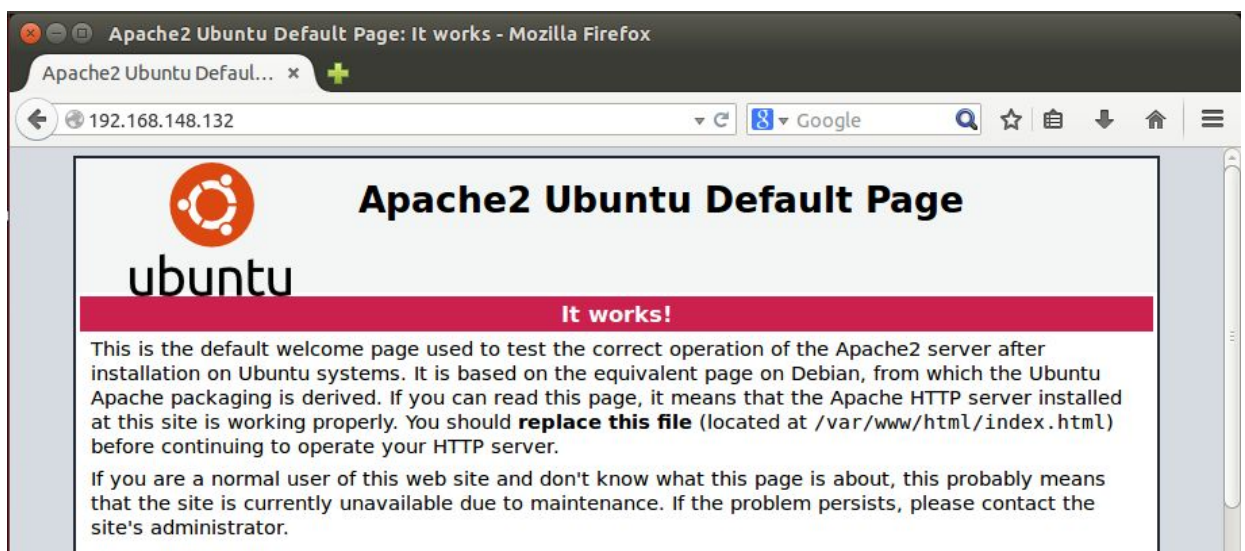 Apache2 Ubuntu Default Page: It works - Mozilla Firefox
Apache2 Ubuntu Defaul...
192.168.148.132
8 Google
ubuntu
Apache2 Ubuntu Default Page
It works!
This is the default welcome page used to test the correct operation of the Apache2 server after
installation on Ubuntu systems. It is based on the equivalent page on Debian, from which the Ubuntu
Apache packaging is derived. If you can read this page, it means that the Apache HTTP server installed
at this site is working properly. You should replace this file (located at /var/www/html/index.html)
before continuing to operate your HTTP server.
If you are a normal user of this web site and don't know what this page is about, this probably means
that the site is currently unavailable due to maintenance. If the problem persists, please contact the
site's administrator.